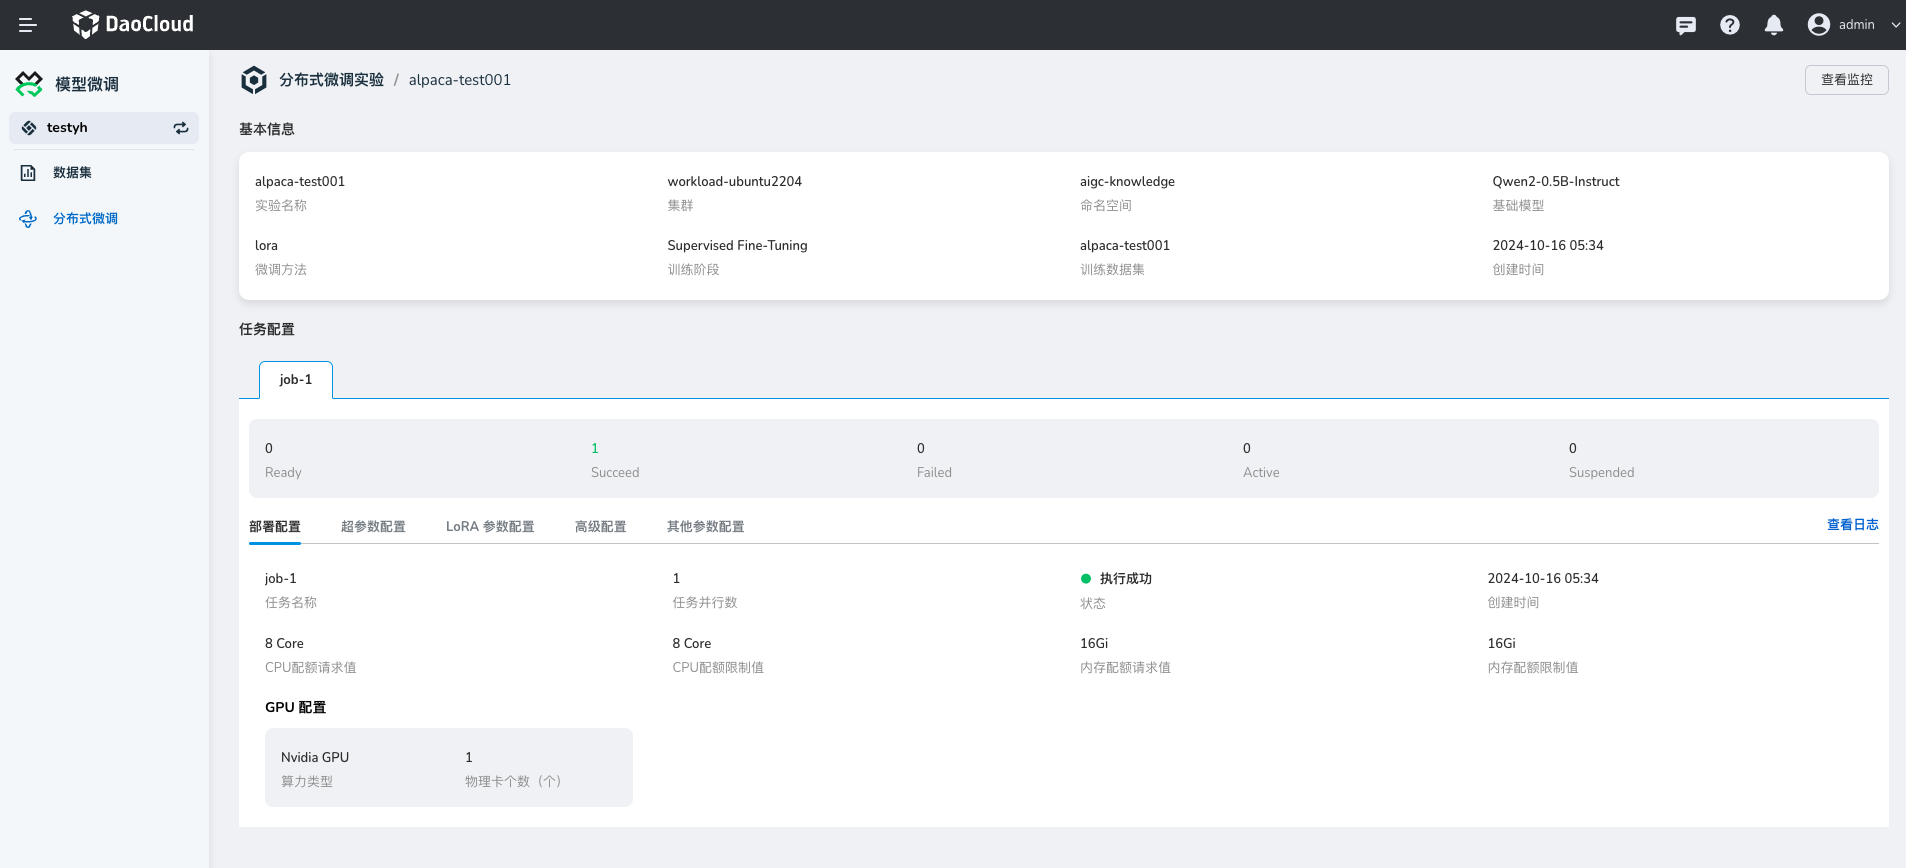 DaoCloud
admin
模型微调
testyh
数据集
分布式微调
分布式微调实验 / alpaca-test001
查看监控
基本信息
alpaca-test001
实验名称
workload-ubuntu2204
集群
aigc-knowledge
命名空间
Qwen2-0.5B-Instruct
基础模型
lora
微调方法
Supervised Fine-Tuning
训练阶段
alpaca-test001
训练数据集
2024-10-16 05:34
创建时间
任务配置
job-1
0
Ready
1
Succeed
0
Failed
0
Active
0
Suspended
部署配置
超参数配置
LoRA 参数配置
高级配置
其他参数配置
查看日志
job-1
任务名称
1
任务并行数
执行成功
状态
2024-10-16 05:34
创建时间
8 Core
CPU配额请求值
8 Core
CPU配额限制值
16Gi
内存配额请求值
16Gi
内存配额限制值
GPU 配置
Nvidia GPU
算力类型
1
物理卡个数（个）